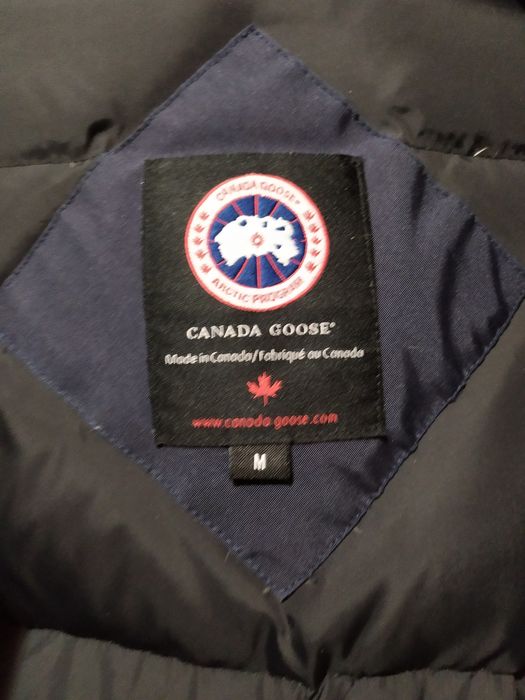 CANADA GOOSE®
ARCTIC PROGRAM
CANADA GOOSE®
Made in Canada/Fabriqué au Canada
www.canada goose.com
M